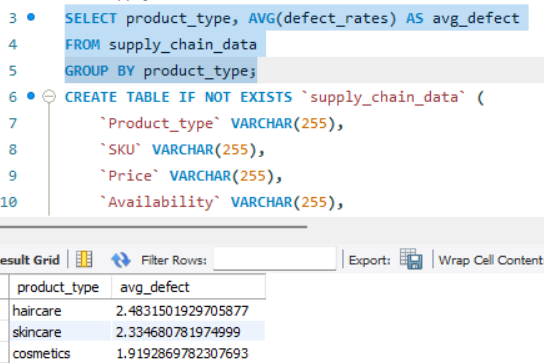 3 SELECT product_type, AVG(defect_rates) AS avg_defect
4 FROM supply_chain_data
5 GROUP BY product_type;
6 CREATE TABLE IF NOT EXISTS `supply_chain_data` (
7 `Product_type` VARCHAR(255),
8 `SKU` VARCHAR(255),
9 `Price` VARCHAR(255),
10 `Availability` VARCHAR(255),
esult Grid Filter Rows: Export: Wrap Cell Content
product_type avg_defect
haircare 2.4831501929705877
skincare 2.334680781974999
cosmetics 1.9192869782307693